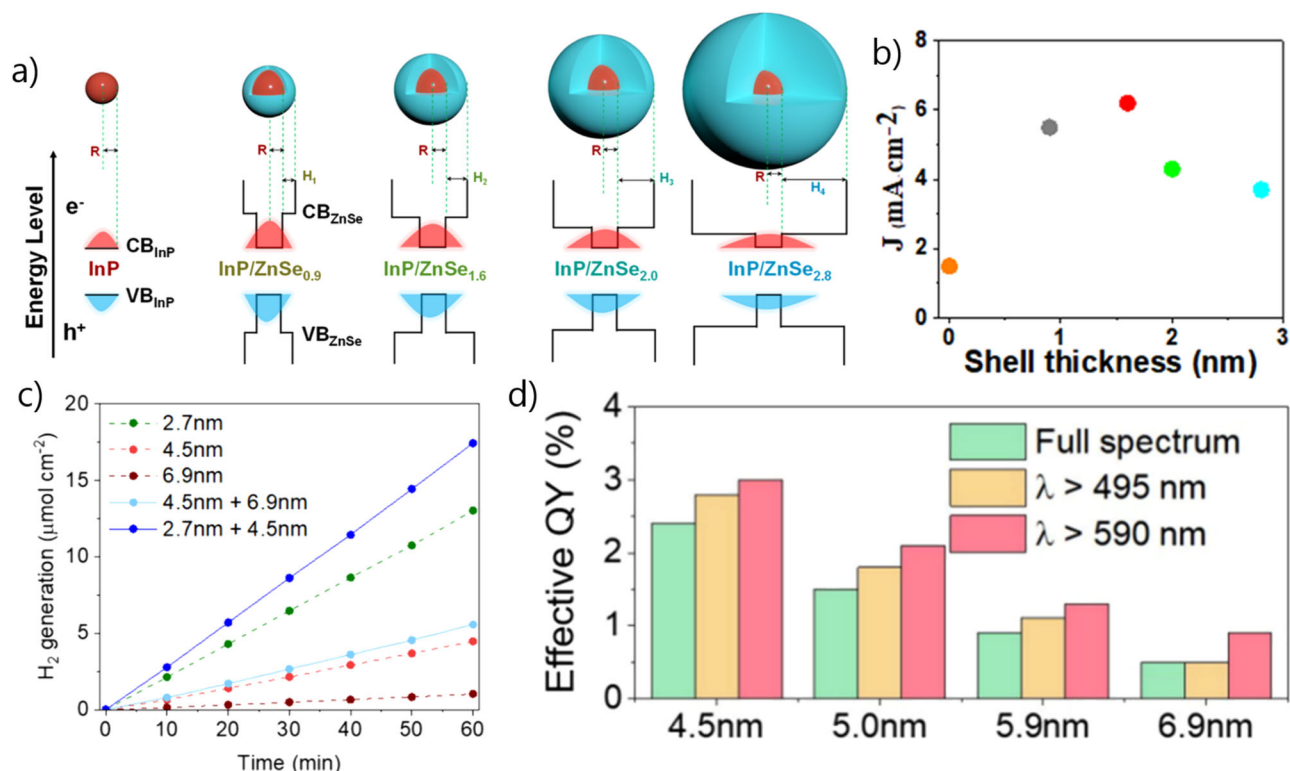 a)
R
R
R
R
R
H1
H2
H3
H4
Energy Level
e-
h+
CBInP
InP
VBInP
CBZnSe
InP/ZnSe0.9
VBZnSe
InP/ZnSe1.6
InP/ZnSe2.0
InP/ZnSe2.8
b)
J (mA cm⁻²)
8
6
4
2
0
0 1 2 3
Shell thickness (nm)
c)
H2 generation (μmol cm⁻²)
20
15
10
5
0
2.7nm
4.5nm
6.9nm
4.5nm + 6.9nm
2.7nm + 4.5nm
0 10 20 30 40 50 60
Time (min)
d)
Effective QY (%)
4
3
2
1
0
Full spectrum
λ > 495 nm
λ > 590 nm
4.5nm 5.0nm 5.9nm 6.9nm